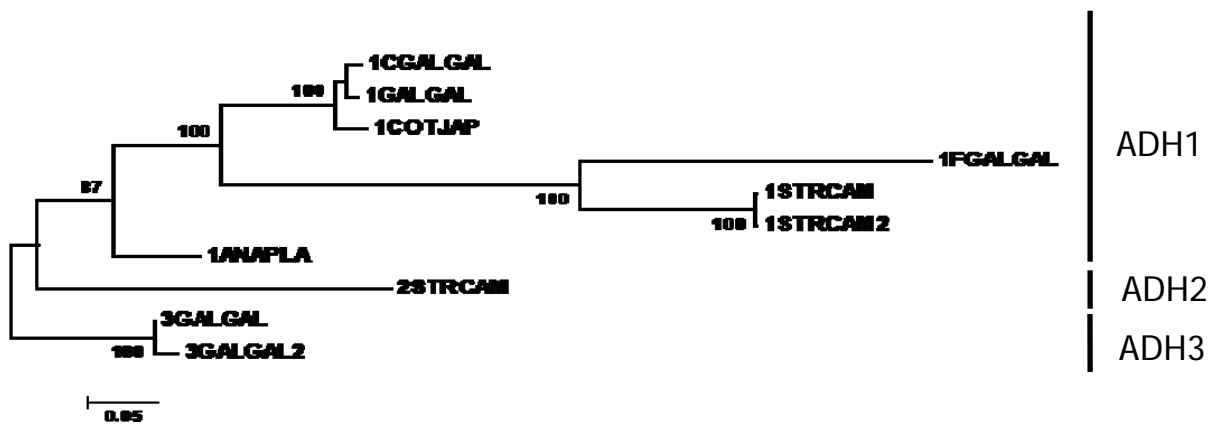 1CGALGAL
100
1GALGAL
100
1COTJAP
ADH1
1FGALGAL
87
1STRCAM
100
100
1STRCAM2
1ANAPLA
2STRCAM
ADH2
3GALGAL
ADH3
100
3GALGAL2
0.05